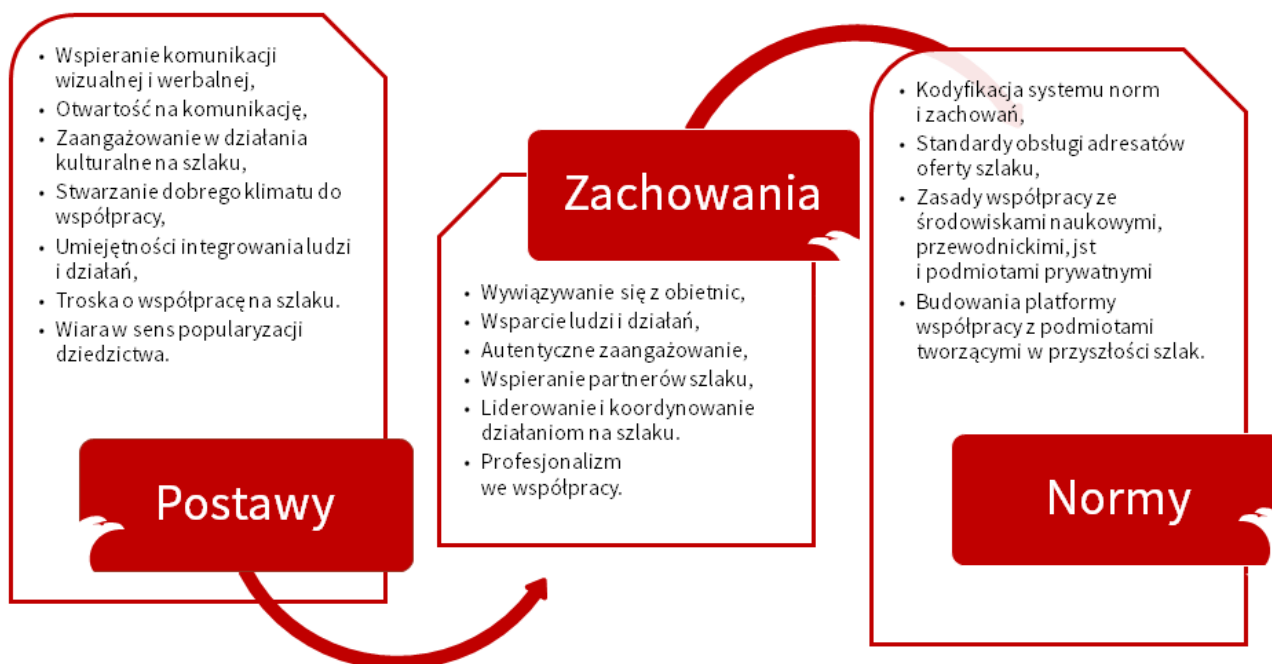 • Wspieranie komunikacji
wizualnej i werbalnej,
• Otwartość na komunikację,
• Zaangażowanie w działania
kulturalne na szlaku,
• Stwarzanie dobrego klimatu do
współpracy,
• Umiejętności integrowania ludzi
i działań,
• Troska o współpracę na szlaku.
• Wiara w sens popularyzacji
dziedzictwa.
Postawy
Zachowania
• Wywiązywanie się z obietnic,
• Wsparcie ludzi i działań,
• Autentyczne zaangażowanie,
• Wspieranie partnerów szlaku,
• Liderowanie i koordynowanie
działaniom na szlaku.
• Profesjonalizm
we współpracy.
• Kodyfikacja systemu norm
i zachowań,
• Standardy obsługi adresatów
oferty szlaku,
• Zasady współpracy ze
środowiskami naukowymi,
przewodnickimi, jst
i podmiotami prywatnymi
• Budowania platformy
współpracy z podmiotami
tworzącymi w przyszłości szlak.
Normy